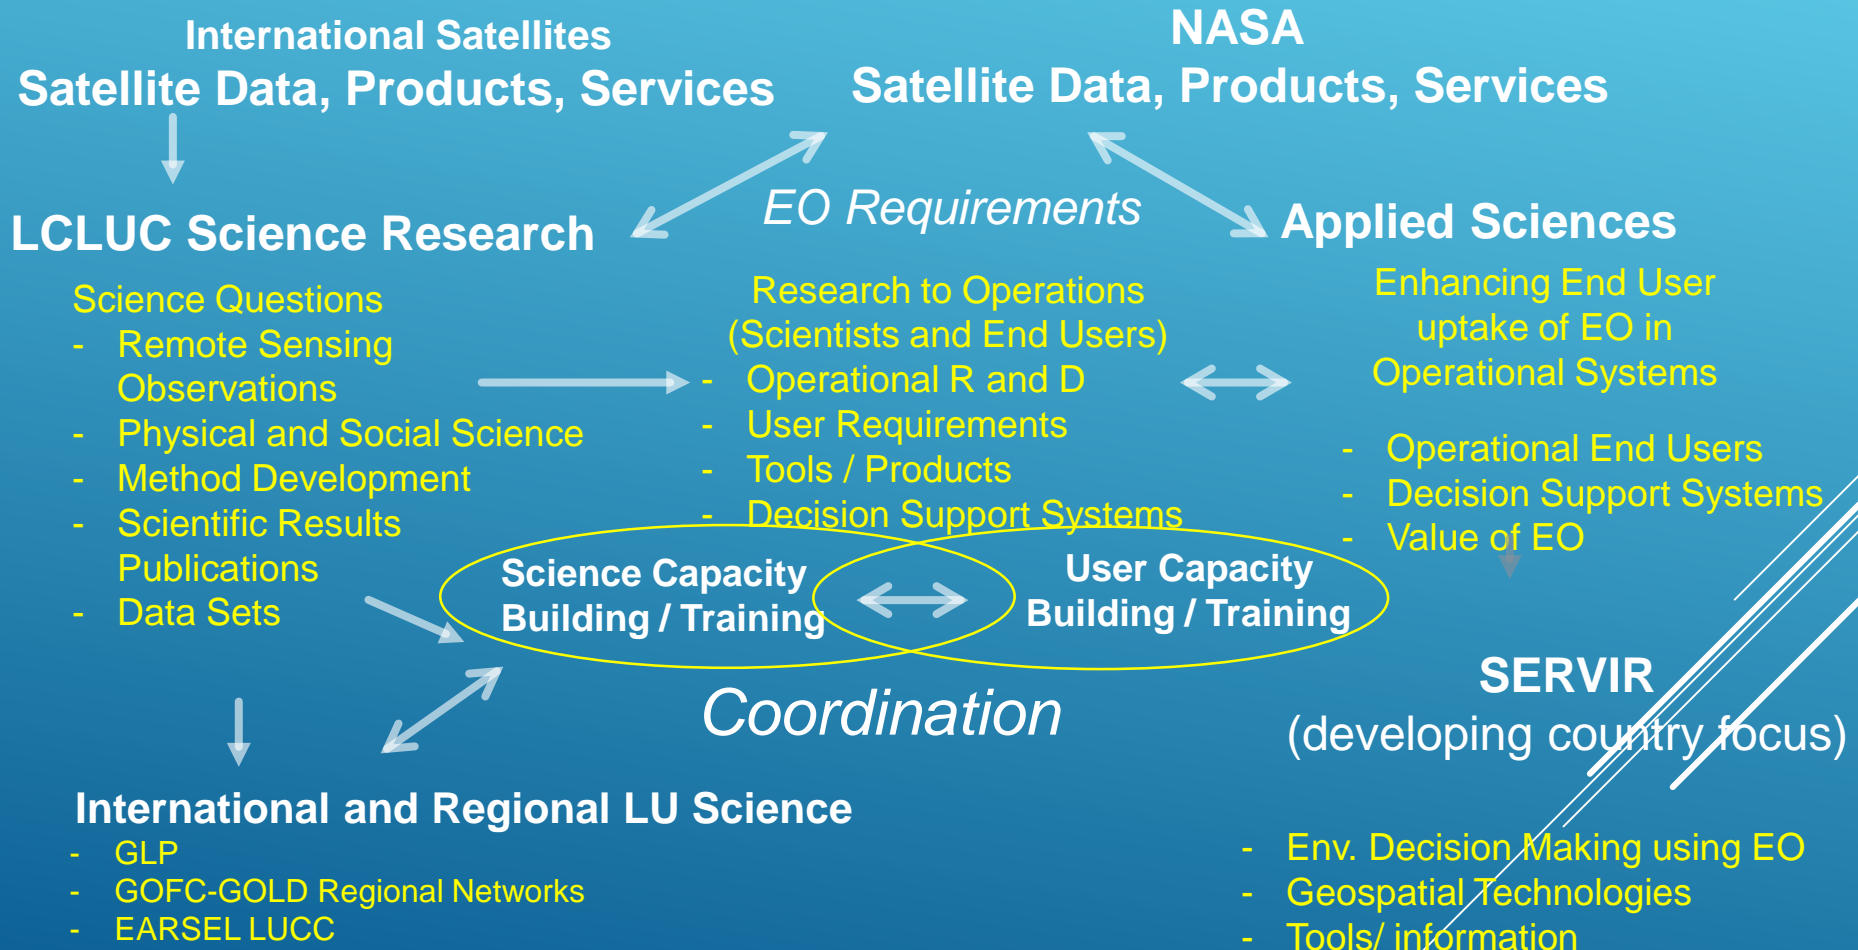 International Satellites
Satellite Data, Products, Services
NASA
Satellite Data, Products, Services
EO Requirements
LCLUC Science Research
Science Questions
- Remote Sensing
Observations
- Physical and Social Science
- Method Development
- Scientific Results
Publications
- Data Sets
Research to Operations
(Scientists and End Users)
- Operational R and D
- User Requirements
- Tools / Products
- Decision Support Systems
Applied Sciences
Enhancing End User
uptake of EO in
Operational Systems
- Operational End Users
- Decision Support Systems
- Value of EO
Science Capacity
Building / Training
User Capacity
Building / Training
Coordination
SERVIR
(developing country focus)
International and Regional LU Science
- GLP
- GOFC-GOLD Regional Networks
- EARSEL LUCC
- Env. Decision Making using EO
- Geospatial Technologies
- Tools/ information